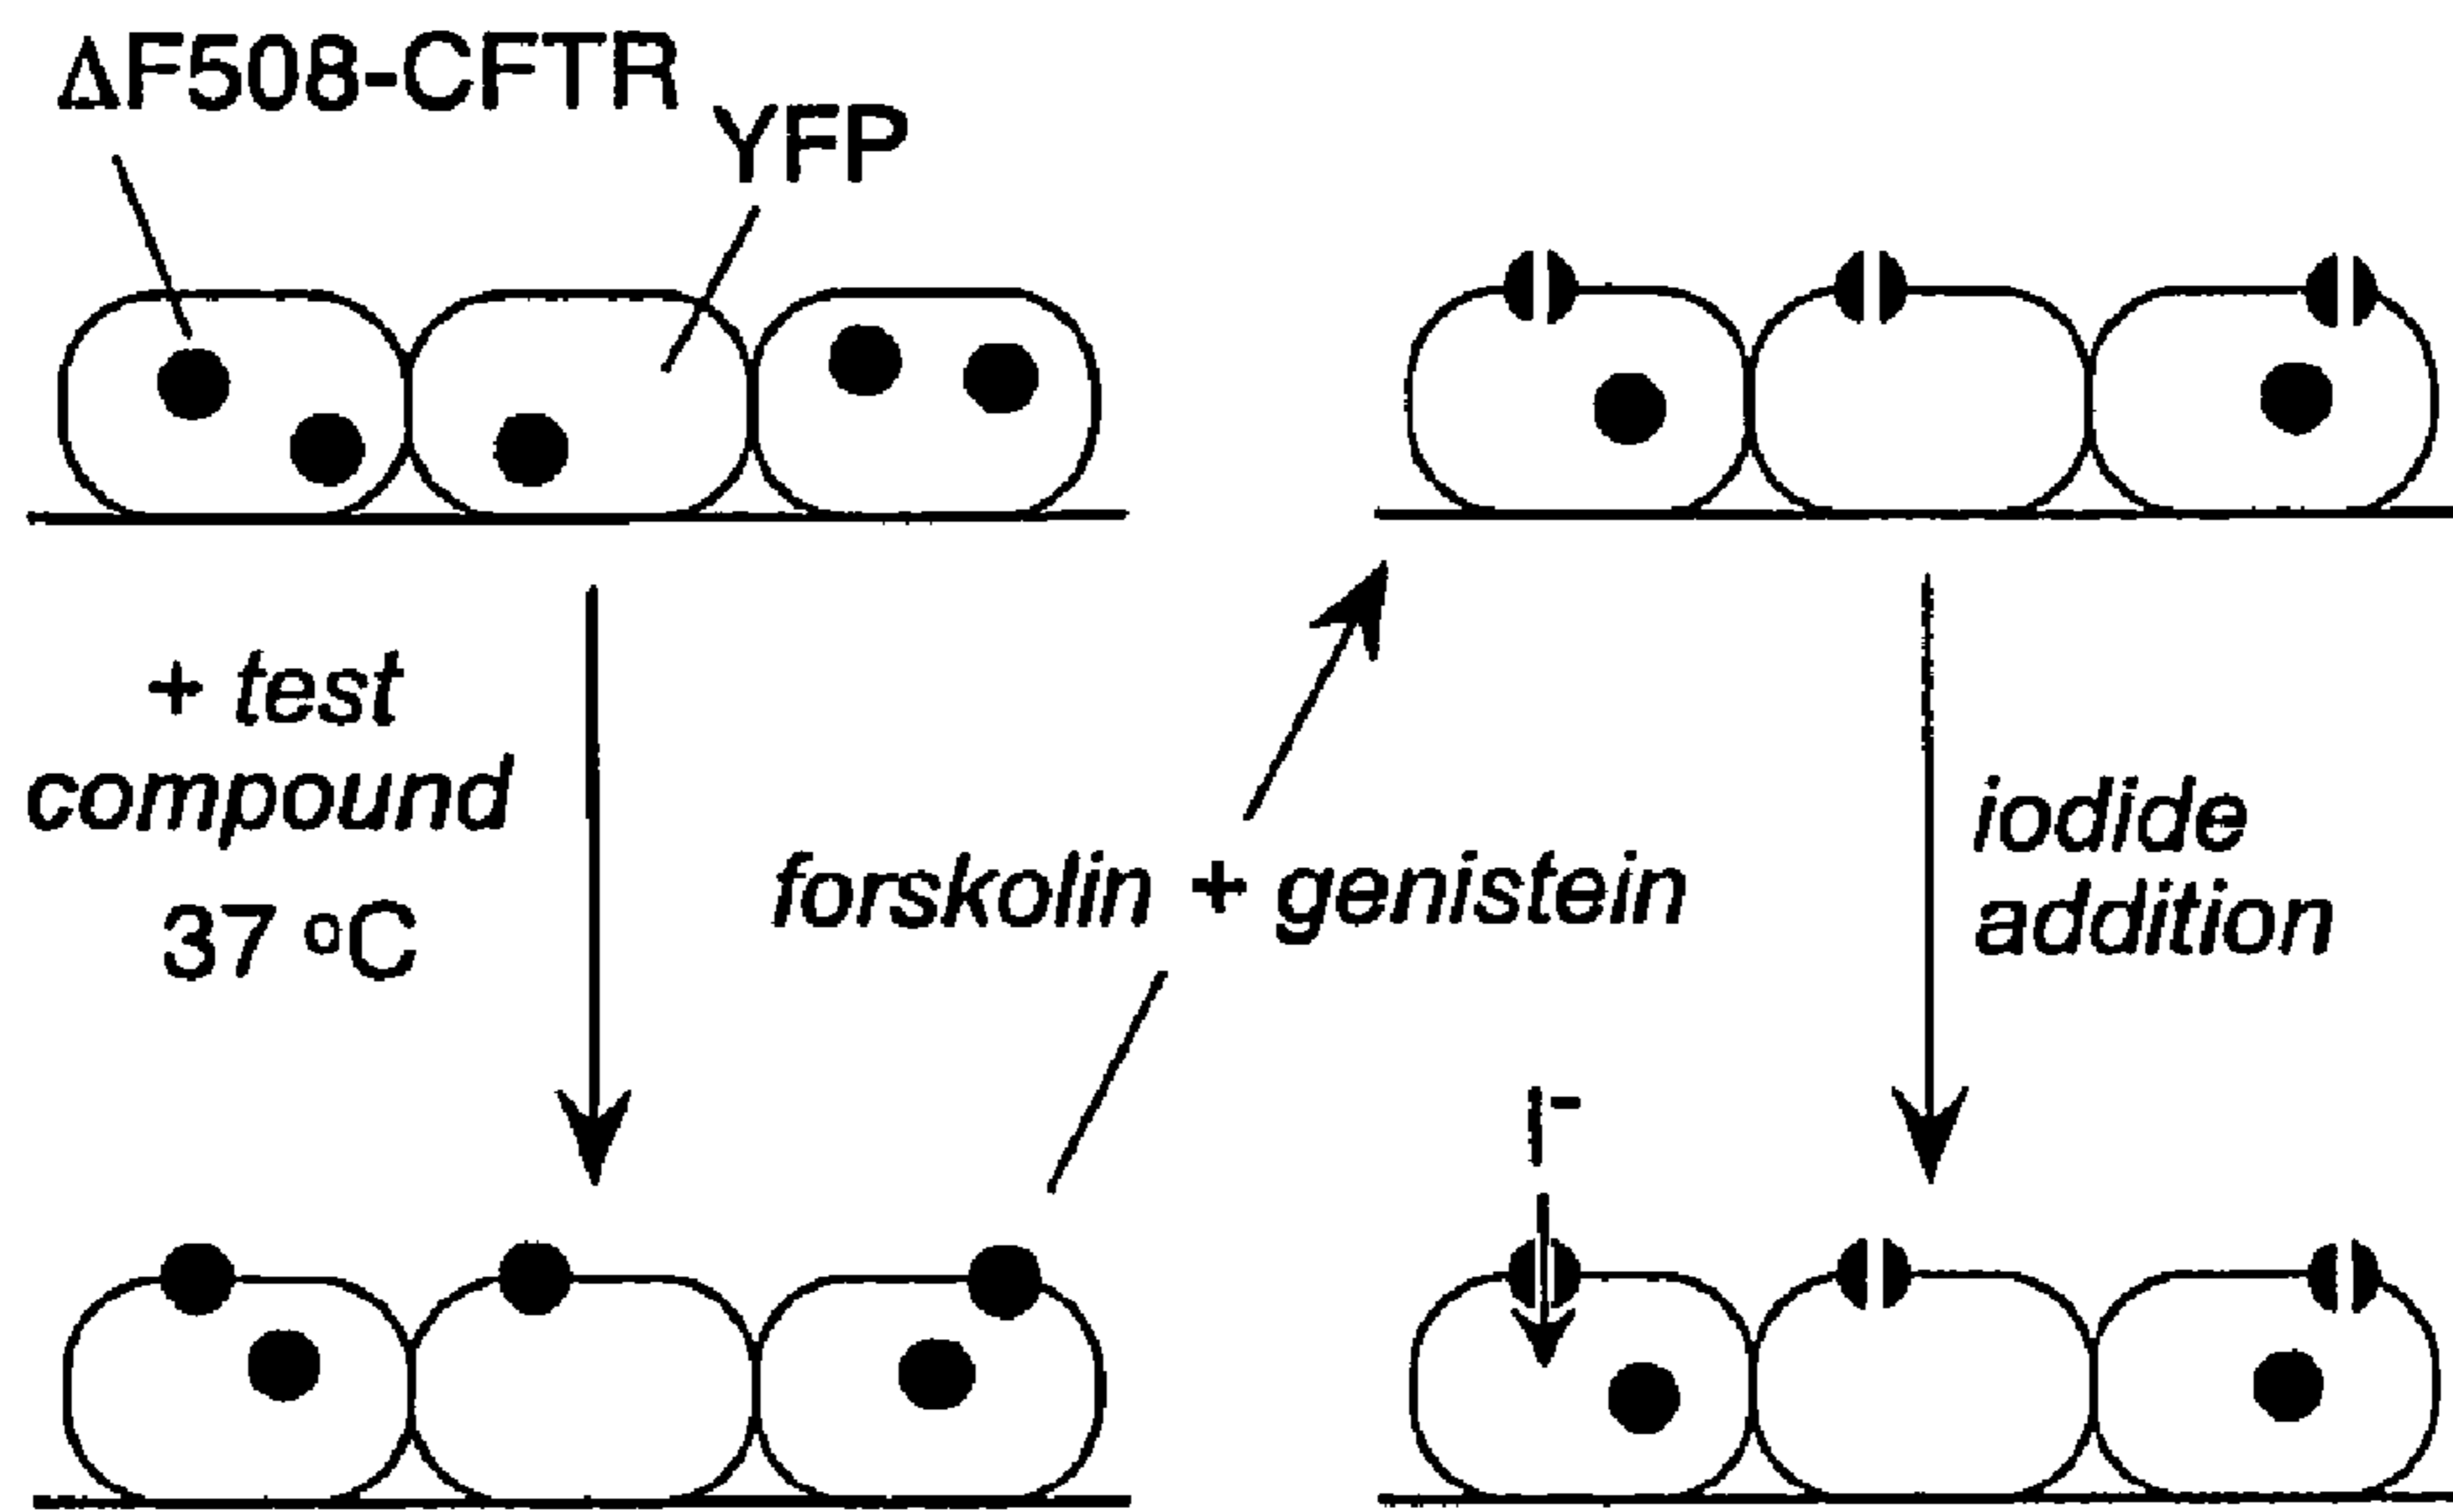 ΔF508-CFTR
YFP
+ test
compound
37 °C
forskolin + genistein
iodide
addition
I-